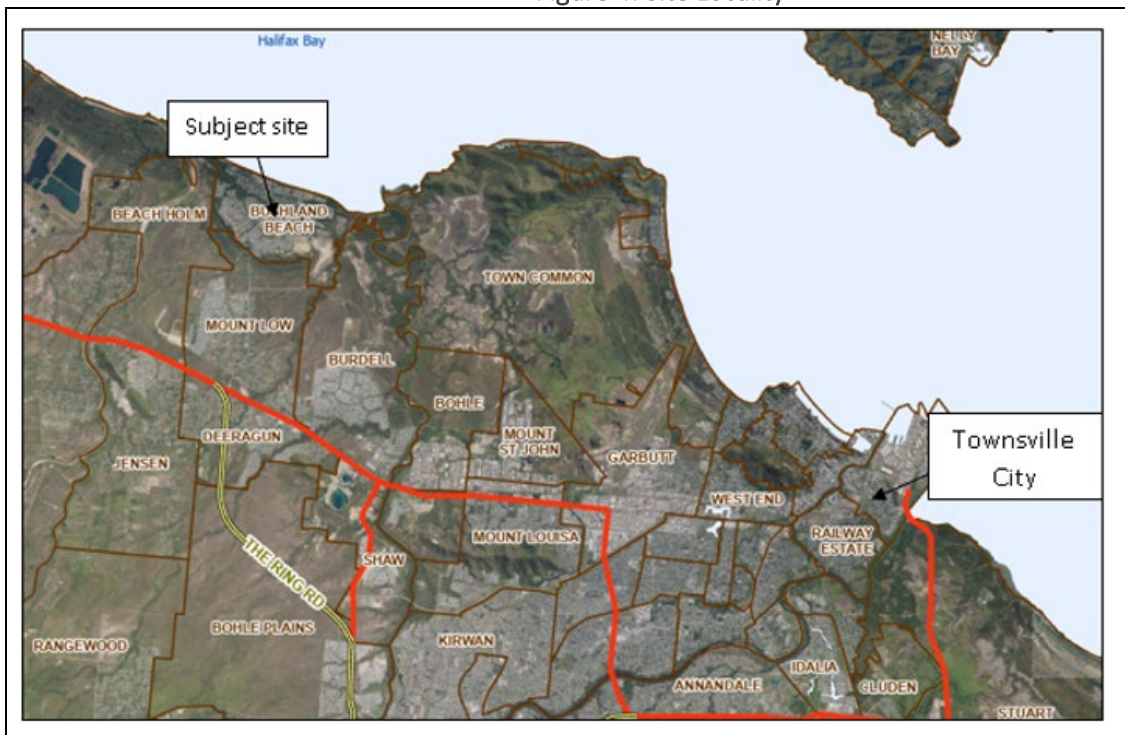 Halifax Bay
NELLY
BAY
Subject site
BEACH HOLM
BUSHLAND
BEACH
TOWN COMMON
MOUNT LOW
BURDELL
BOHLE
MOUNT
ST JOHN
DEERAGUN
GARBUTT
Townsville
City
JENSEN
WEST END
MOUNT LOUISA
RAILWAY
ESTATE
SHAW
THE RING RD
BOHLE PLAINS
KIRWAN
RANGEWOOD
IDALIA
ANNANDALE
CLUDEN
STUART